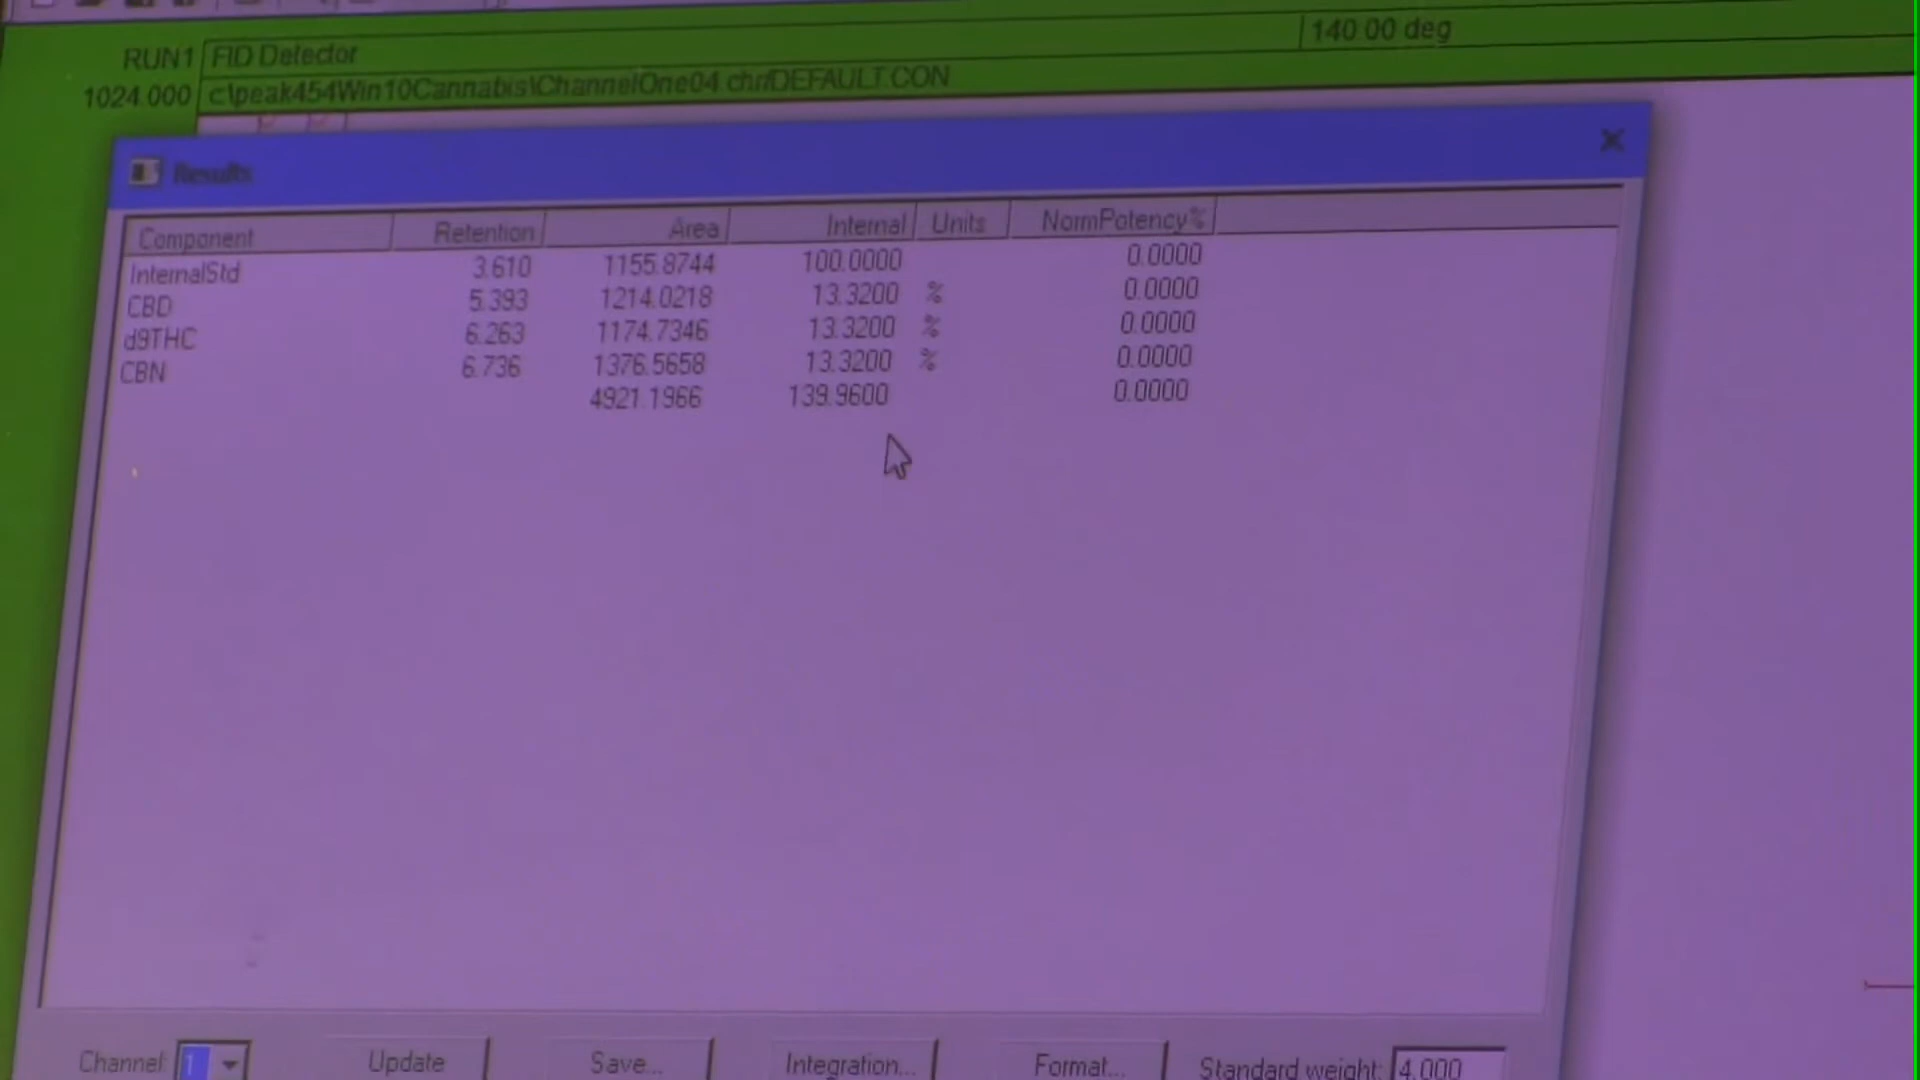 RUN1 FID Detector 140.00 deg
1024.000 c:\peak454Win10Cannabis\ChannelOne04.chr/DEFAULT.CON
Results
Component Retention Area Internal Units NormPotency%
InternalStd 3.610 1155.8744 100.0000 0.0000
CBD 5.393 1214.0218 13.3200 % 0.0000
d9THC 6.263 1174.7346 13.3200 % 0.0000
CBN 6.736 1376.5658 13.3200 % 0.0000
4921.1966 139.9600 0.0000
Channel: 1 Update Save... Integration... Format... Standard weight: 4.000